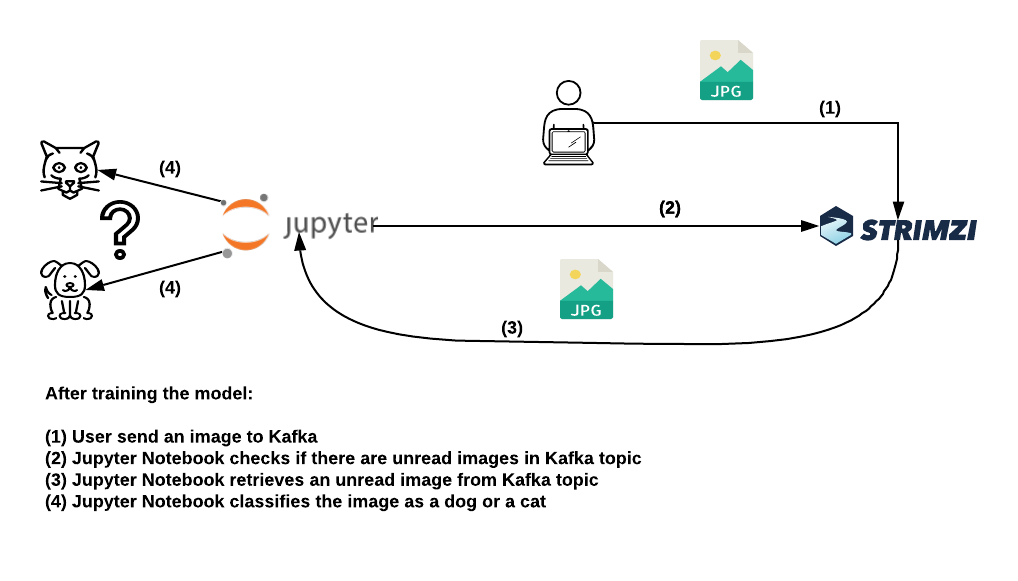 JPG
(1)
(4)
(2)
jupyter
STRIMZI
JPG
(4)
(3)
After training the model:
(1) User send an image to Kafka
(2) Jupyter Notebook checks if there are unread images in Kafka topic
(3) Jupyter Notebook retrieves an unread image from Kafka topic
(4) Jupyter Notebook classifies the image as a dog or a cat